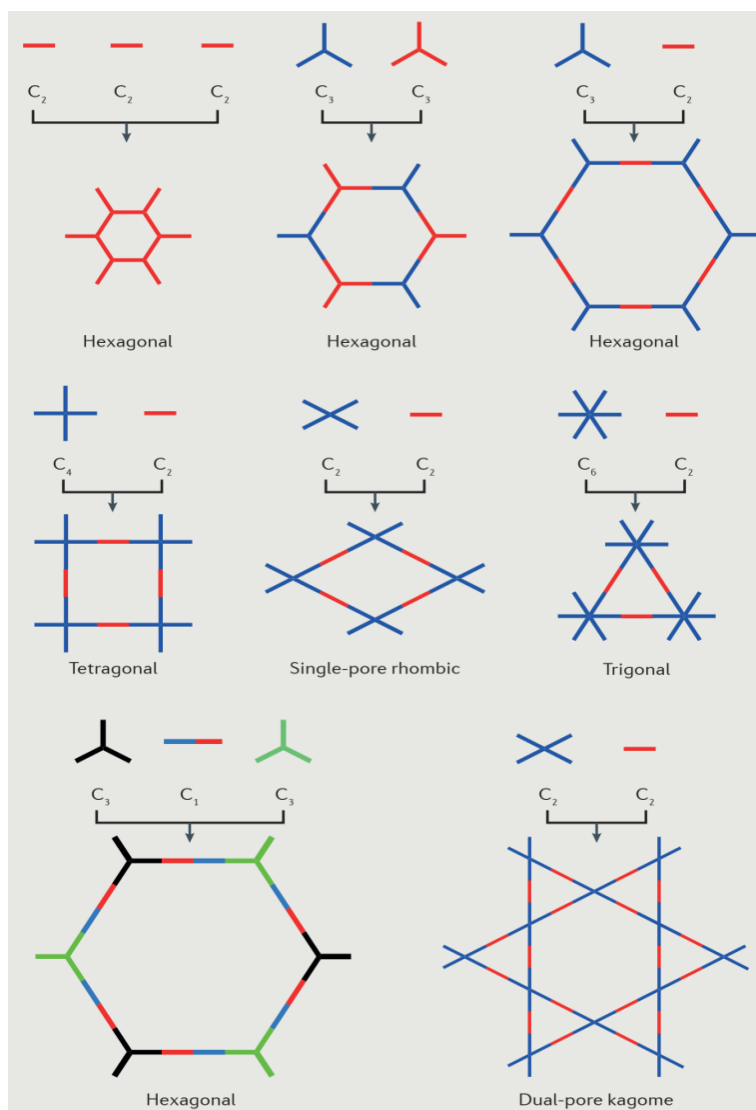 C2 C2 C2 C3 C3 C3 C2
Hexagonal Hexagonal Hexagonal
C4 C2 C2 C2 C6 C2
Tetragonal Single-pore rhombic Trigonal
C3 C1 C3 C2 C2
Hexagonal Dual-pore kagome